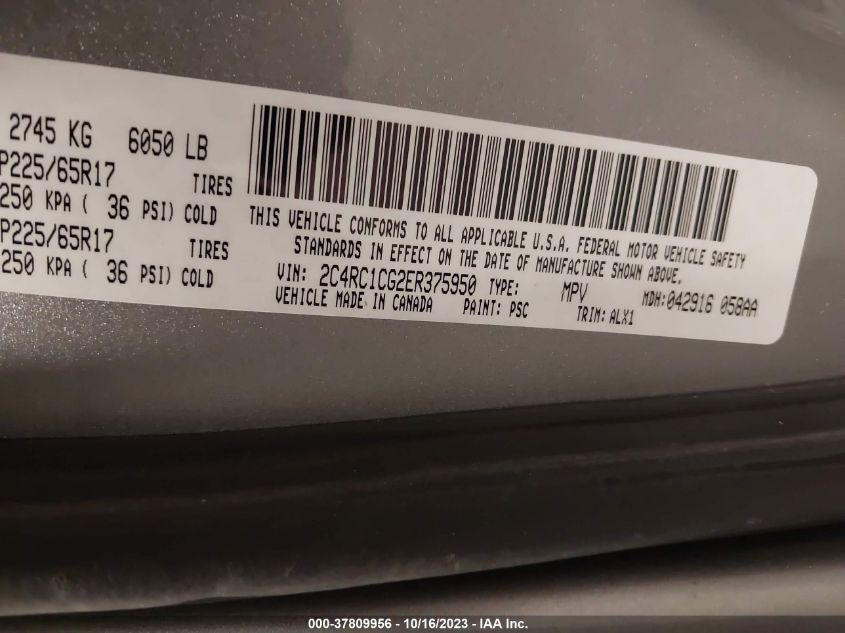 2745 KG 6050 LB
P225/65R17 TIRES
250 KPA ( 36 PSI) COLD
P225/65R17 TIRES
250 KPA ( 36 PSI) COLD
THIS VEHICLE CONFORMS TO ALL APPLICABLE U.S.A. FEDERAL MOTOR VEHICLE SAFETY
STANDARDS IN EFFECT ON THE DATE OF MANUFACTURE SHOWN ABOVE.
VIN: 2C4RC1CG2ER375950 TYPE: MPV MDH:042916 058AA
VEHICLE MADE IN CANADA PAINT: PSC TRIM: ALX1
000-37809956 - 10/16/2023 - IAA Inc.